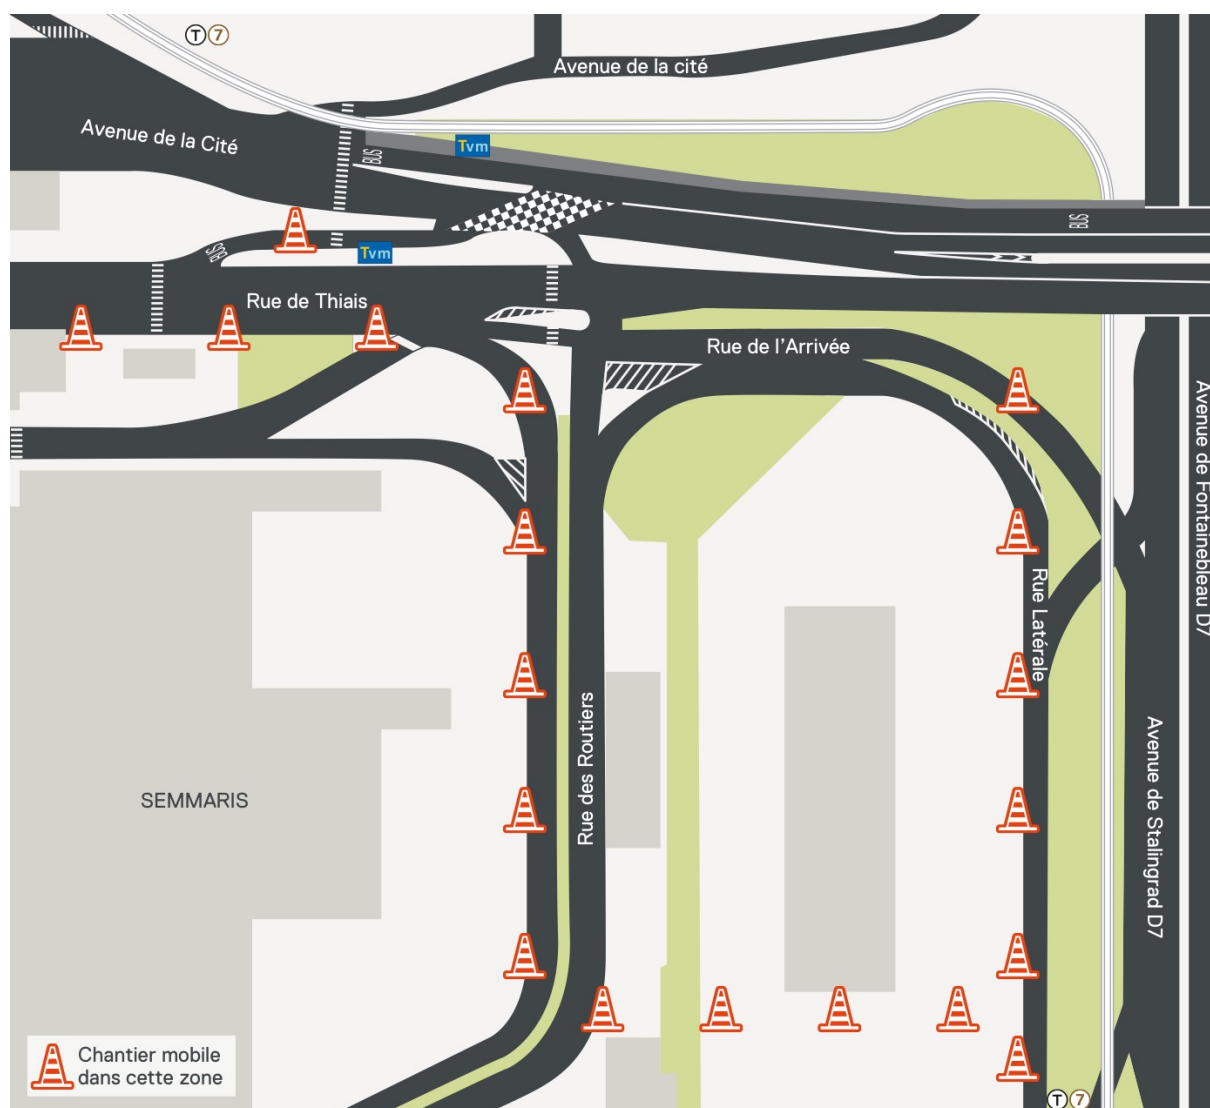 T 7
Avenue de la cité
Avenue de la Cité
BUS
Tvm
BUS
BUS
Tvm
Rue de Thiais
Rue de l'Arrivée
Avenue de Fontainebleau D7
Rue Latérale
Rue des Routiers
Avenue de Stalingrad D7
SEMMARIS
Chantier mobile
dans cette zone
T 7